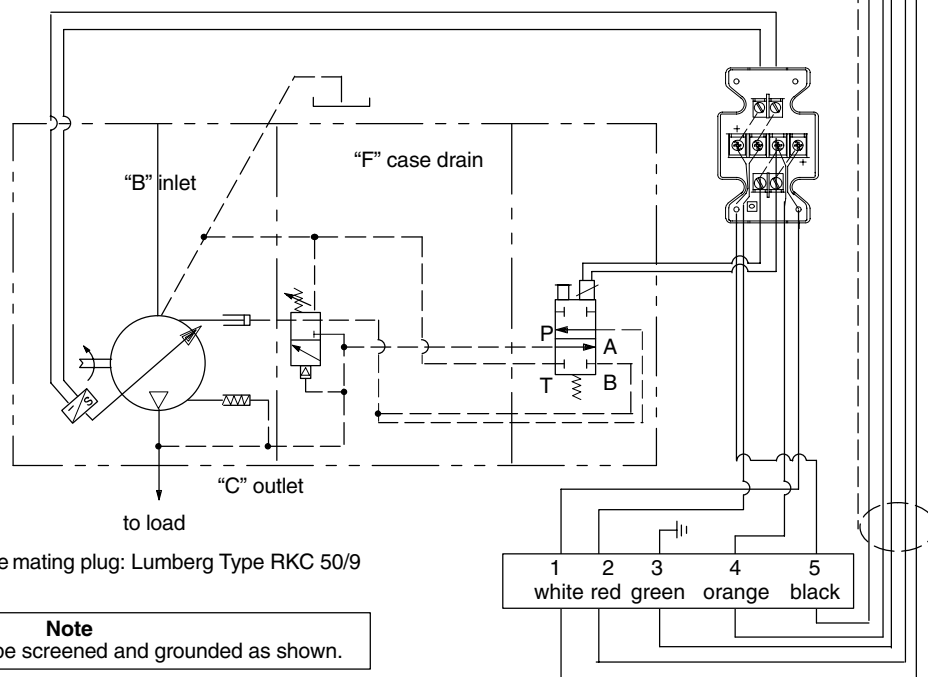 “B” inlet
“F” case drain
+
+
P
A
T
B
I
S
“C” outlet
to load
mating plug: Lumberg Type RKC 50/9
1 2 3 4 5
white red green orange black
Note
be screened and grounded as shown.